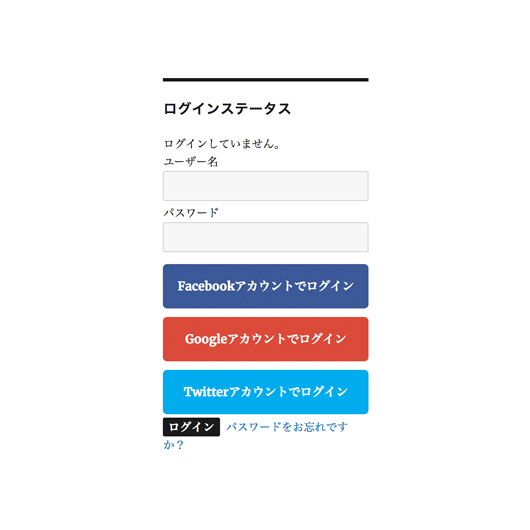 ログインステータス
ログインしていません。
ユーザー名
パスワード
Facebookアカウントでログイン
Googleアカウントでログイン
Twitterアカウントでログイン
ログイン パスワードをお忘れです
か？